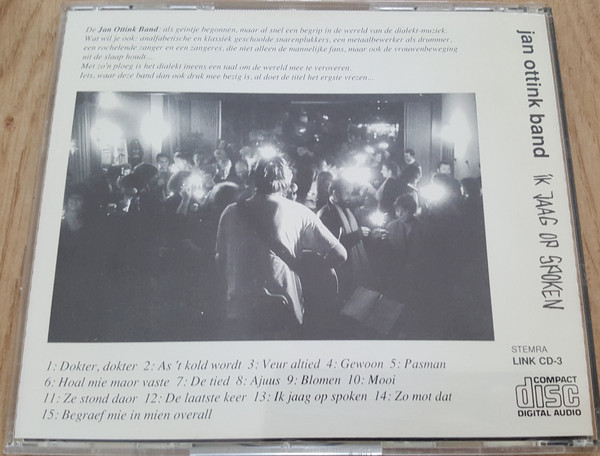 De Jan Ottink Band; als geintje begonnen, maar al snel een begrip in de wereld van de dialekt-muziek.
Wat wil je ook: analfabetische en klassiek geschoolde snarenplukkers, een metaalbewerker als drummer,
een rochelende zanger en een zangeres, die niet alleen de mannelijke fans, maar ook de vrouwenbeweging
uit de slaap houdt...
Met zo'n ploeg is het dialekt ineens een taal om de wereld mee te veroveren.
Iets, waar deze band dan ook druk mee bezig is, al doet de titel het ergste vrezen...
jan ottink band IK JAAG OP SPOKEN
1: Dokter, dokter 2: As 't kold wordt 3: Veur altied 4: Gewoon 5: Pasman
6: Hoal mie maor vaste 7: De tied 8: Ajuus 9: Blomen 10: Mooi
11: Ze stond daor 12: De laatste keer 13: Ik jaag op spoken 14: Zo mot dat
15: Begraef mie in mien overall
STEMRA
LINK CD-3
COMPACT
disc
DIGITAL AUDIO